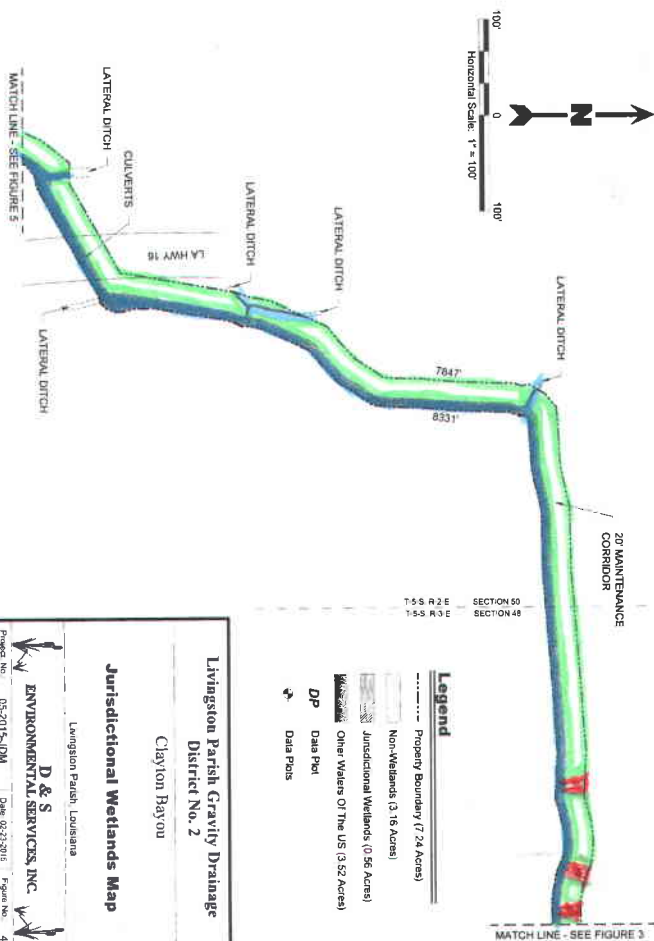 100'
0
100'
Horizontal Scale: 1" = 100'
N
LATERAL DITCH
MATCH LINE - SEE FIGURE 5
CULVERTS
LA HWY 16
LATERAL DITCH
LATERAL DITCH
LATERAL DITCH
LATERAL DITCH
7847'
8331'
20' MAINTENANCE
CORRIDOR
T-5-S R-2-E SECTION 50
T-5-S R-3-E SECTION 48
MATCH LINE - SEE FIGURE 3
Legend
Property Boundary (7.24 Acres)
Non-Wetlands (3.16 Acres)
Jurisdictional Wetlands (0.56 Acres)
Other Waters Of The US (3.52 Acres)
DP Data Plot
Data Plots
Livingston Parish Gravity Drainage
District No. 2
Clayton Bayou
Jurisdictional Wetlands Map
Livingston Parish, Louisiana
D & S
ENVIRONMENTAL SERVICES, INC.
Project No.: 05-2015-JDM Date: 02-23-2015 Figure No. 4